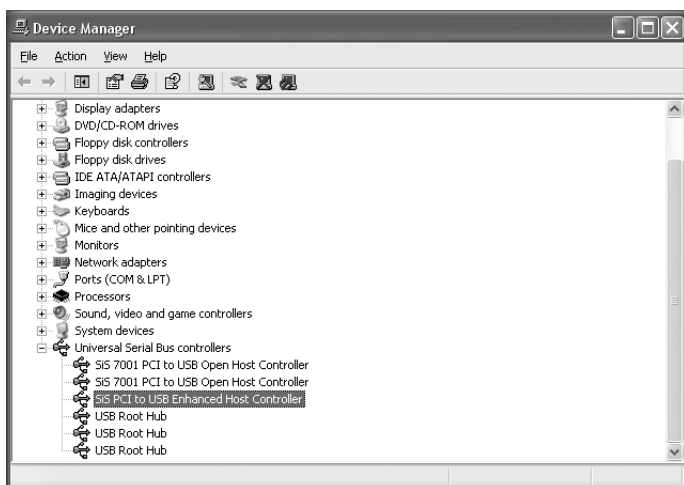 Device Manager
File Action View Help
Display adapters
DVD/CD-ROM drives
Floppy disk controllers
Floppy disk drives
IDE ATA/ATAPI controllers
Imaging devices
Keyboards
Mice and other pointing devices
Monitors
Network adapters
Ports (COM & LPT)
Processors
Sound, video and game controllers
System devices
Universal Serial Bus controllers
SiS 7001 PCI to USB Open Host Controller
SiS 7001 PCI to USB Open Host Controller
SiS PCI to USB Enhanced Host Controller
USB Root Hub
USB Root Hub
USB Root Hub